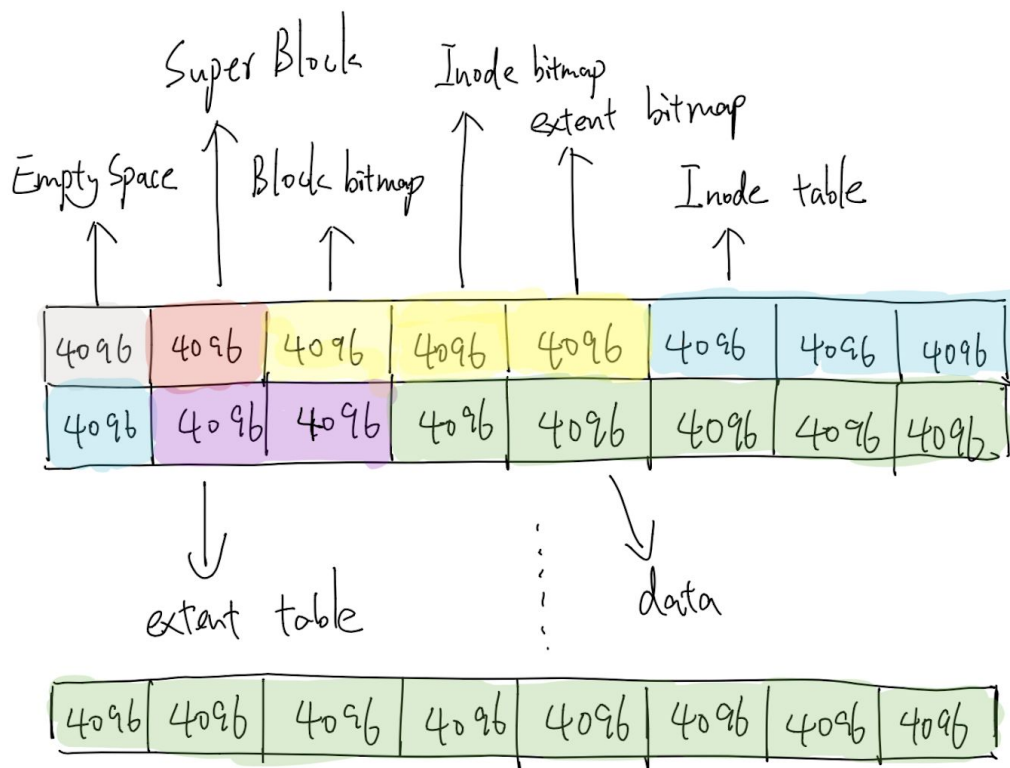 Super Block
Inode bitmap
extent bitmap
Empty Space
Block bitmap
Inode table
4096 4096 4096 4096 4096 4096 4096 4096
4096 4096 4096 4096 4096 4096 4096 4096
extent table
data
4096 4096 4096 4096 4096 4096 4096 4096